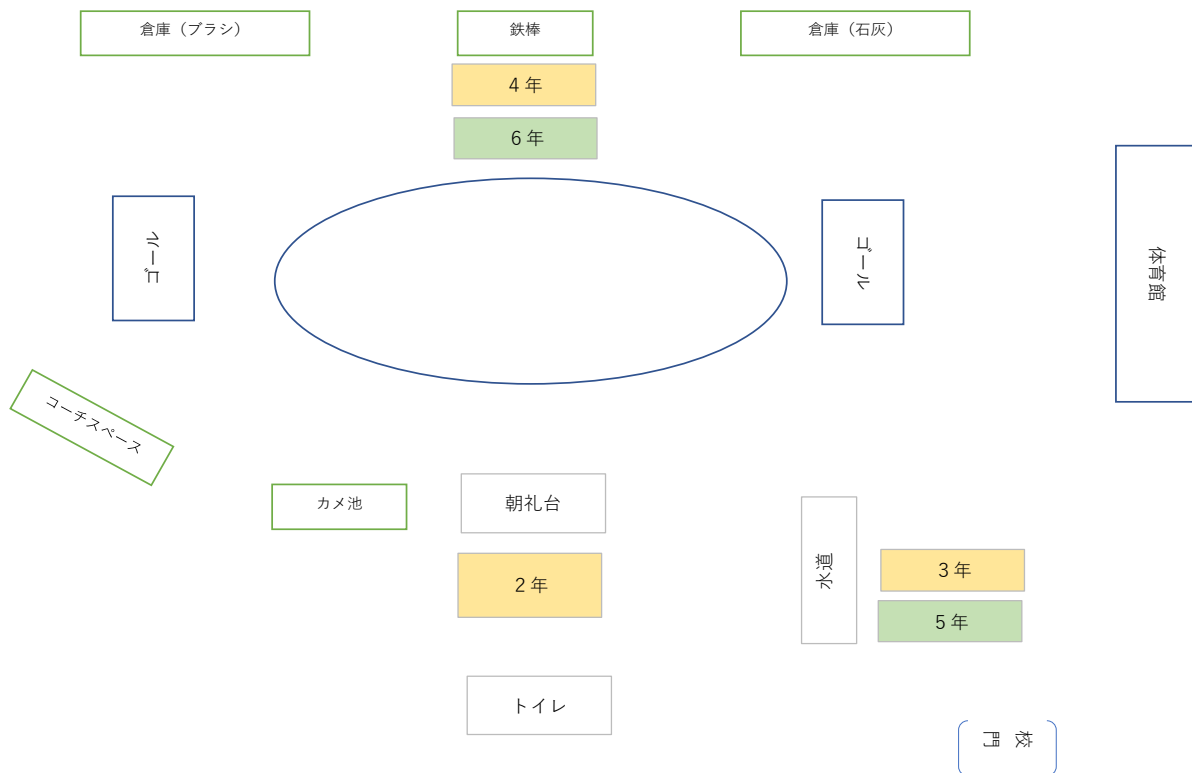 倉庫（ブラシ）
鉄棒
倉庫（石灰）
4年
6年
ゴール
ゴール
体育館
コーチスペース
カメ池
朝礼台
2年
水道
3年
5年
トイレ
校門